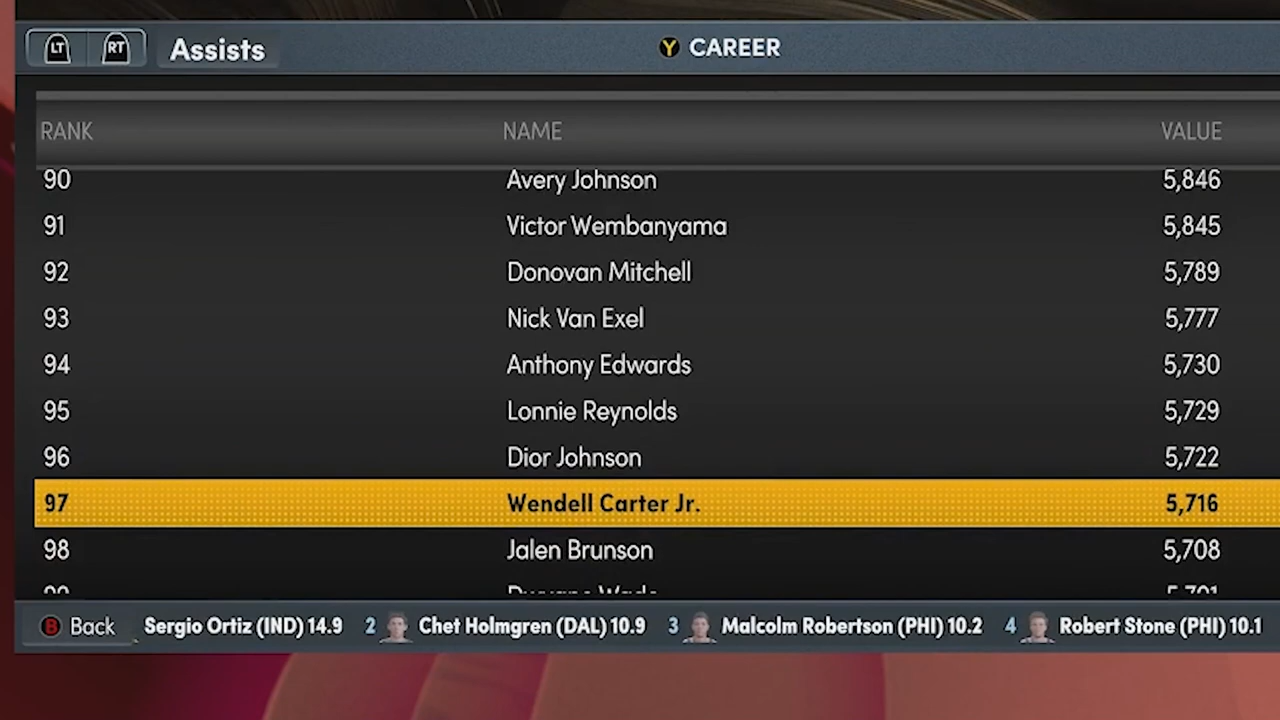 LT RT Assists Y CAREER
RANK NAME VALUE
90 Avery Johnson 5,846
91 Victor Wembanyama 5,845
92 Donovan Mitchell 5,789
93 Nick Van Exel 5,777
94 Anthony Edwards 5,730
95 Lonnie Reynolds 5,729
96 Dior Johnson 5,722
97 Wendell Carter Jr. 5,716
98 Jalen Brunson 5,708
B Back Sergio Ortiz (IND) 14.9 2 Chet Holmgren (DAL) 10.9 3 Malcolm Robertson (PHI) 10.2 4 Robert Stone (PHI) 10.1